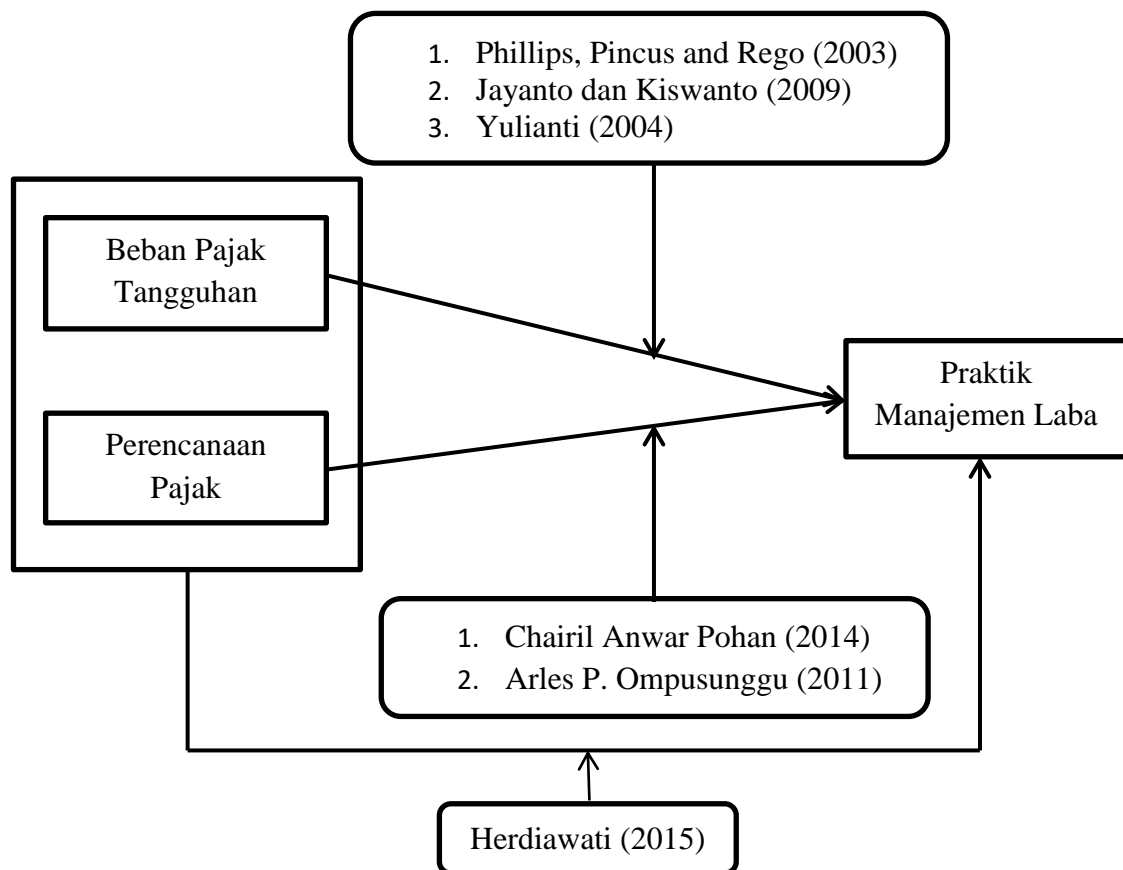 1. Phillips, Pincus and Rego (2003)
2. Jayanto dan Kiswanto (2009)
3. Yulianti (2004)
Beban Pajak
Tangguhan
Praktik
Manajemen Laba
Perencanaan
Pajak
1. Chairil Anwar Pohan (2014)
2. Arles P. Ompusunggu (2011)
Herdiawati (2015)